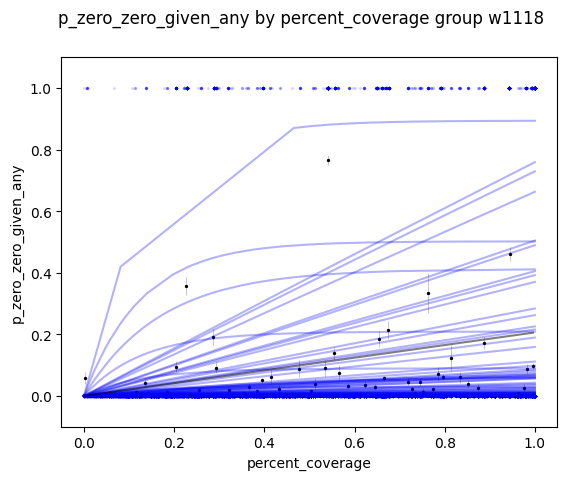 p_zero_zero_given_any by percent_coverage group w1118
1.0
0.8
0.6
0.4
0.2
0.0
p_zero_zero_given_any
0.0 0.2 0.4 0.6 0.8 1.0
percent_coverage